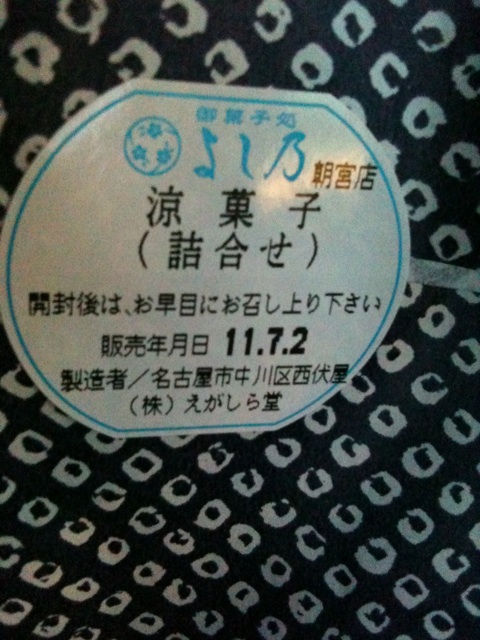 御菓子処
よし乃 朝宮店
涼菓子
(詰合せ)
開封後は、お早目にお召し上り下さい
販売年月日 11.7.2
製造者/名古屋市中川区西伏屋
(株)えがしら堂